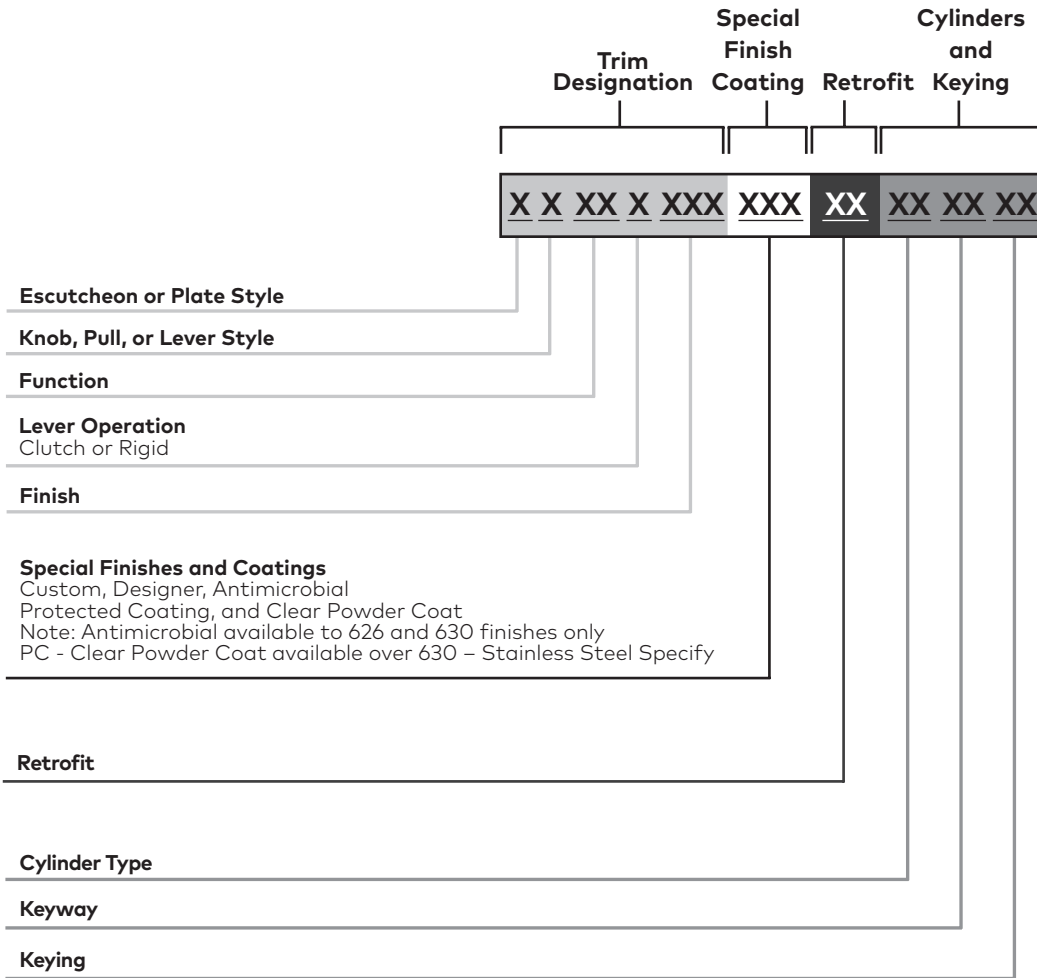 Special
Finish
Coating
Cylinders
and
Keying
Trim
Designation
Retrofit
X X XX X XXX XXX XX XX XX XX
Escutcheon or Plate Style
Knob, Pull, or Lever Style
Function
Lever Operation
Clutch or Rigid
Finish
Special Finishes and Coatings
Custom, Designer, Antimicrobial
Protected Coating, and Clear Powder Coat
Note: Antimicrobial available to 626 and 630 finishes only
PC - Clear Powder Coat available over 630 – Stainless Steel Specify
Retrofit
Cylinder Type
Keyway
Keying